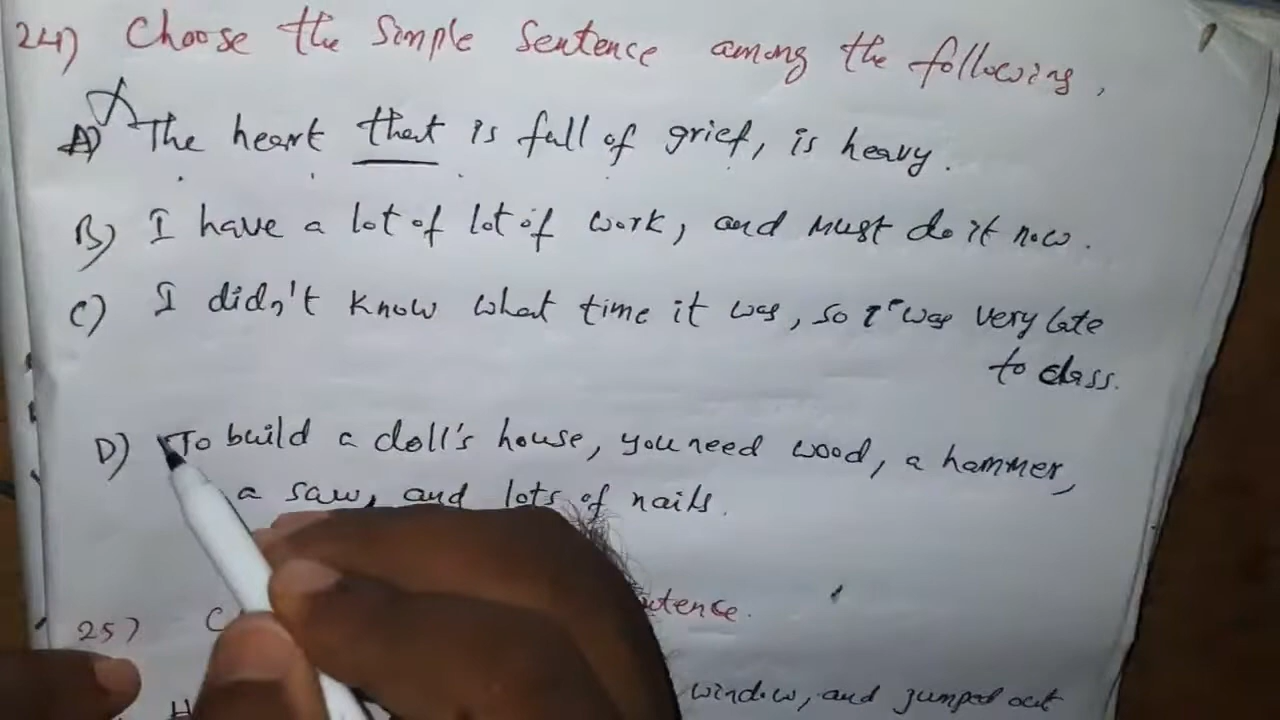 24) Choose the Simple Sentence among the following,
A) The heart that is full of grief, is heavy.
B) I have a lot of lot of work, and must do it now.
C) I didn't know what time it was, so I was very late
to class.
D) To build a doll's house, you need wood, a hammer,
a saw, and lots of nails.
25) C
window, and jumped out